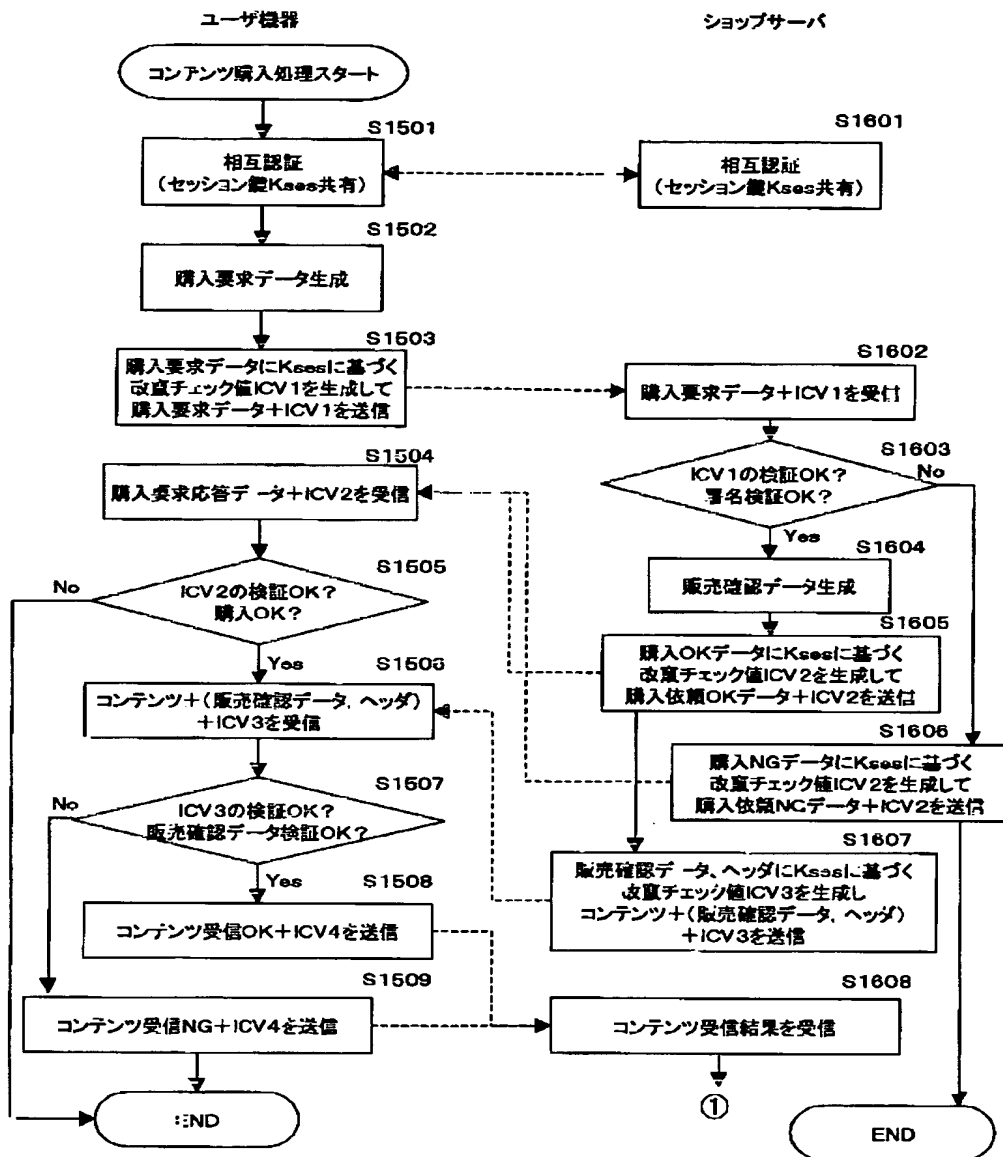 ユーザ機器
ショップサーバ
コンテンツ購入処理スタート
S1501
相互認証
(セッション鍵Kses共有)
S1601
相互認証
(セッション鍵Kses共有)
S1502
購入要求データ生成
S1503
購入要求データにKsesに基づく
改竄チェック値ICV1を生成して
購入要求データ+ICV1を送信
S1602
購入要求データ+ICV1を受信
S1603
ICV1の検証OK?
署名検証OK?
No
Yes
S1504
購入要求応答データ+ICV2を受信
S1604
販売確認データ生成
S1505
ICV2の検証OK?
購入OK?
No
Yes
S1605
購入OKデータにKsesに基づく
改竄チェック値ICV2を生成して
購入依頼OKデータ+ICV2を送信
S1506
コンテンツ+(販売確認データ, ヘッダ)
+ICV3を受信
S1606
購入NGデータにKsesに基づく
改竄チェック値ICV2を生成して
購入依頼NGデータ+ICV2を送信
S1507
ICV3の検証OK?
販売確認データ検証OK?
No
Yes
S1607
販売確認データ、ヘッダにKsesに基づく
改竄チェック値ICV3を生成し
コンテンツ+(販売確認データ, ヘッダ)
+ICV3を送信
S1508
コンテンツ受信OK+ICV4を送信
S1509
コンテンツ受信NG+ICV4を送信
S1608
コンテンツ受信結果を受信
①
END
END